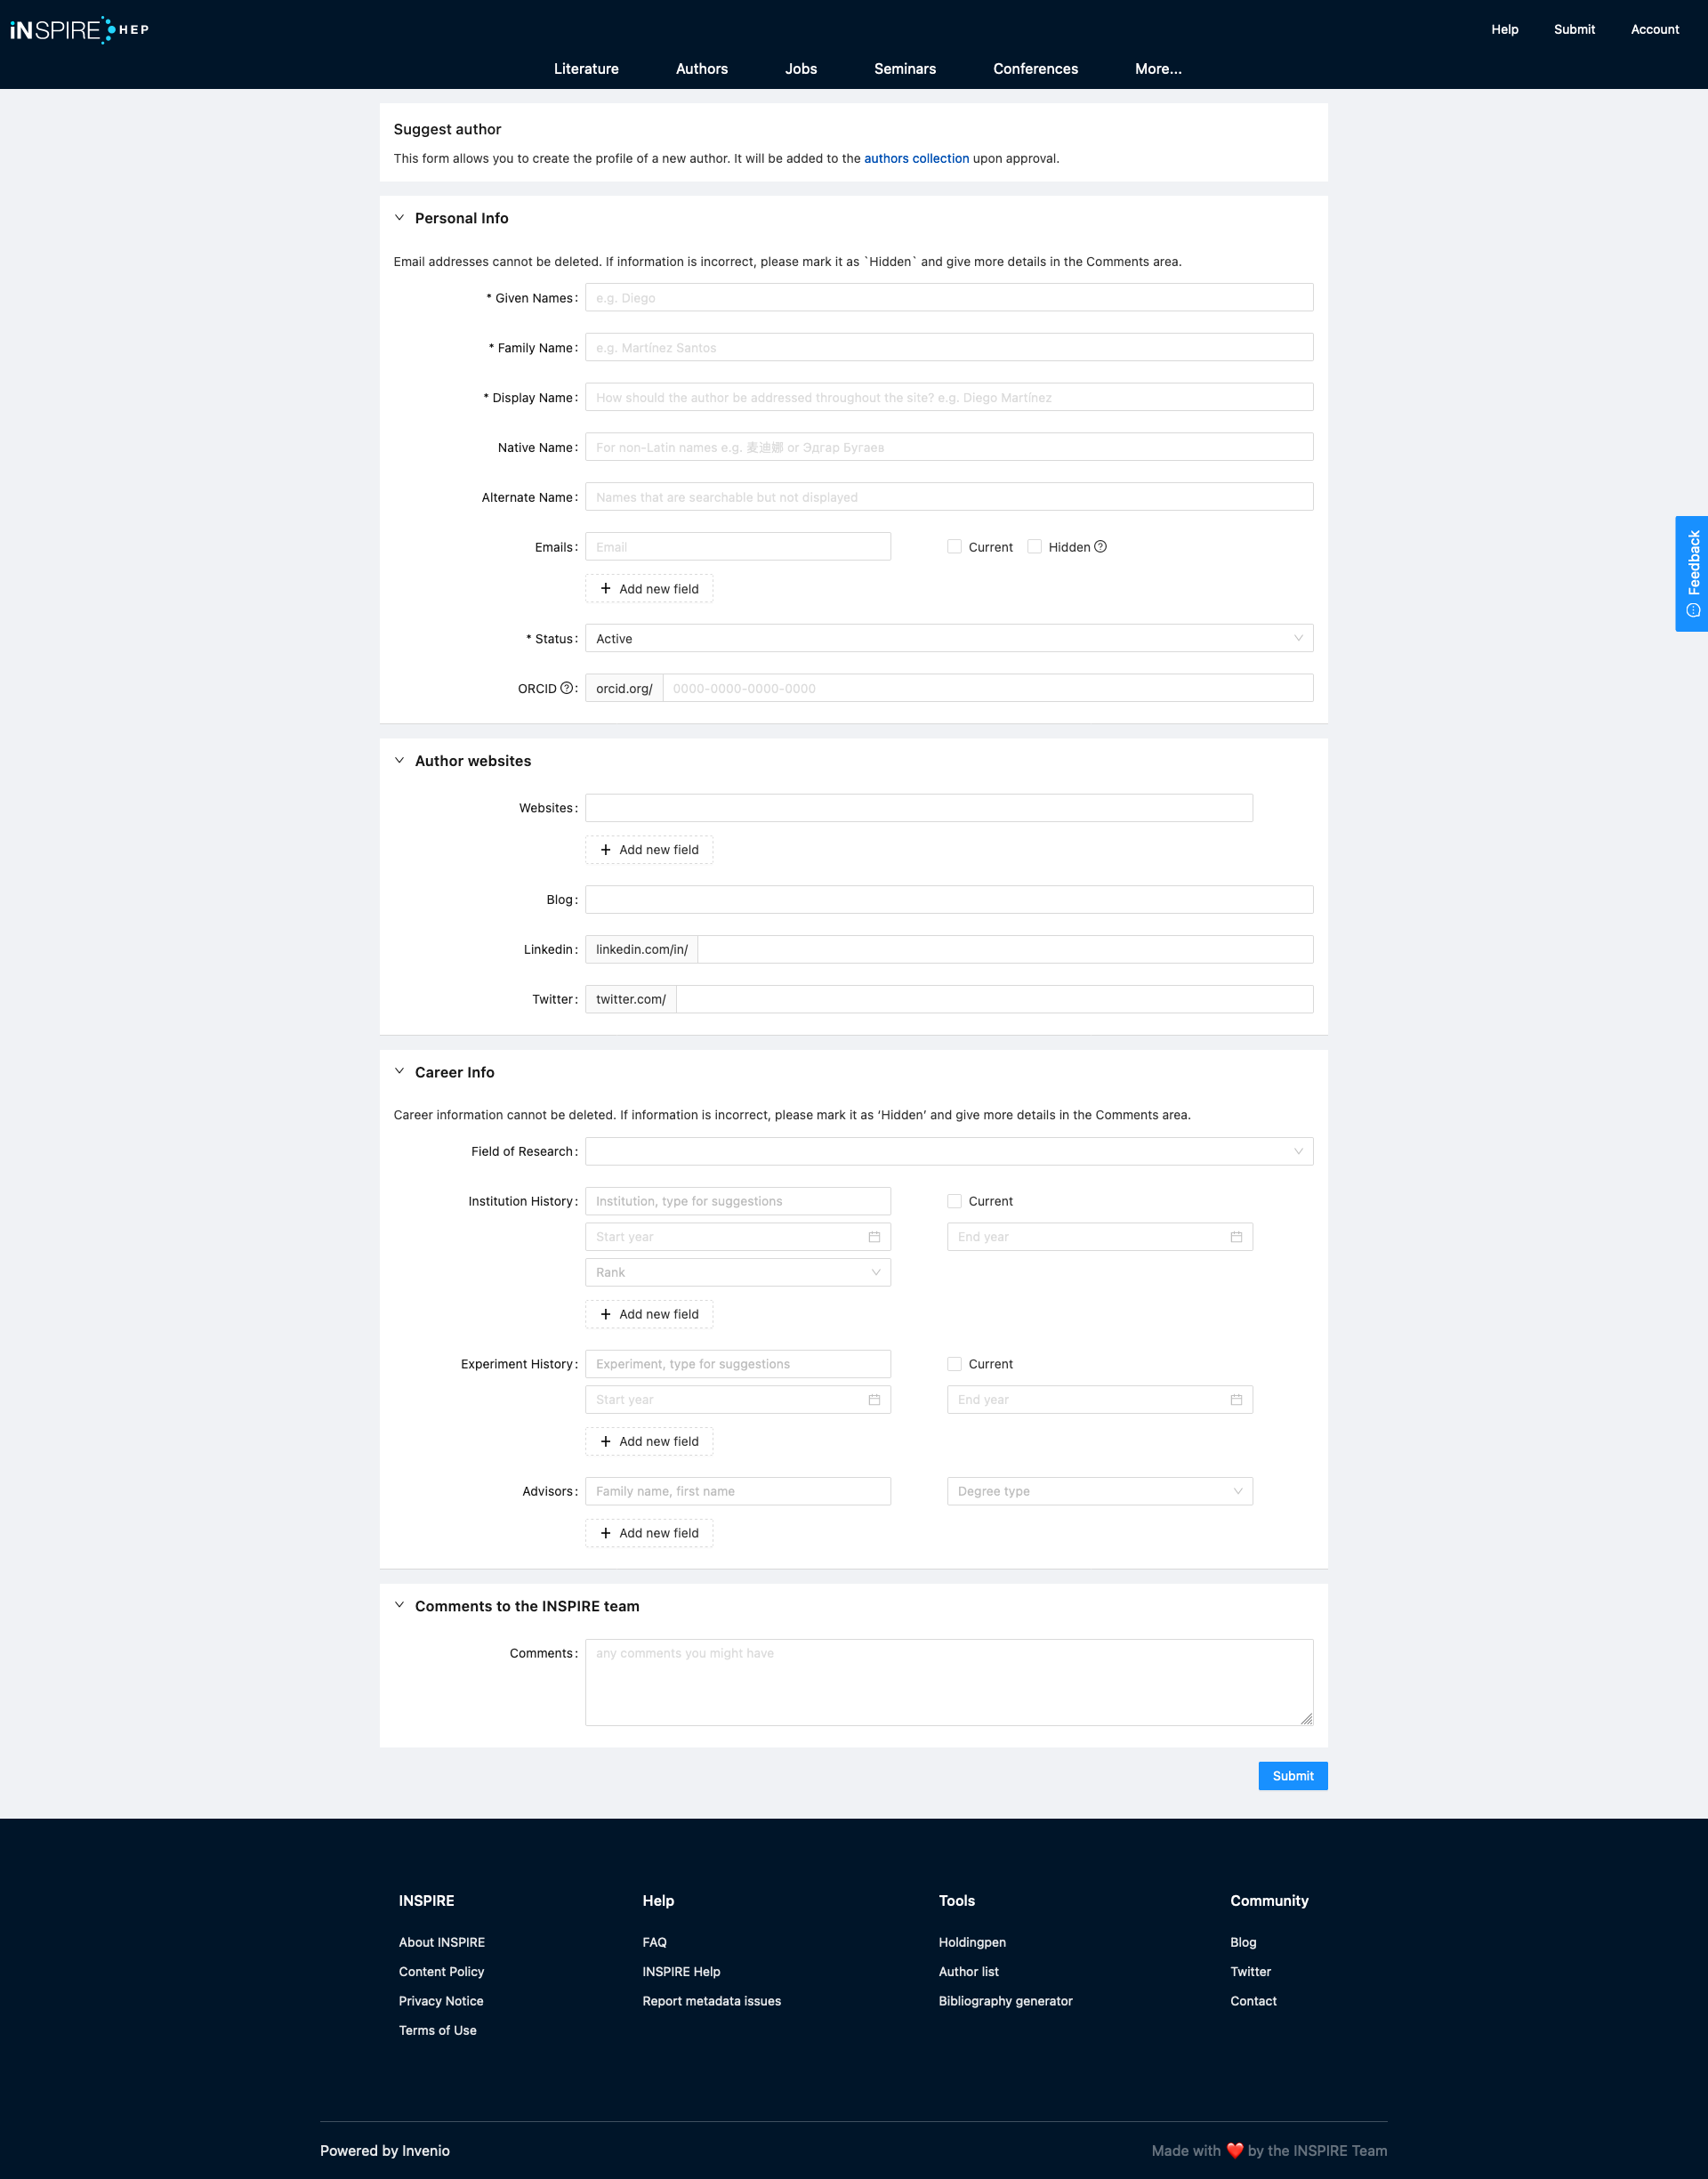 iNSPIRE HEP
Help Submit Account
Literature Authors Jobs Seminars Conferences More...
Suggest author
This form allows you to create the profile of a new author. It will be added to the authors collection upon approval.
Personal Info
Email addresses cannot be deleted. If information is incorrect, please mark it as `Hidden` and give more details in the Comments area.
* Given Names: e.g. Diego
* Family Name: e.g. Martínez Santos
* Display Name: How should the author be addressed throughout the site? e.g. Diego Martínez
Native Name: For non-Latin names e.g. 麦迪娜 or Эдгар Бугаев
Alternate Name: Names that are searchable but not displayed
Emails: Email Current Hidden
+ Add new field
* Status: Active
ORCID : orcid.org/ 0000-0000-0000-0000
Feedback
Author websites
Websites:
+ Add new field
Blog:
Linkedin: linkedin.com/in/
Twitter: twitter.com/
Career Info
Career information cannot be deleted. If information is incorrect, please mark it as ‘Hidden’ and give more details in the Comments area.
Field of Research:
Institution History: Institution, type for suggestions Current
Start year End year
Rank
+ Add new field
Experiment History: Experiment, type for suggestions Current
Start year End year
+ Add new field
Advisors: Family name, first name Degree type
+ Add new field
Comments to the INSPIRE team
Comments: any comments you might have
Submit
INSPIRE Help Tools Community
About INSPIRE FAQ Holdingpen Blog
Content Policy INSPIRE Help Author list Twitter
Privacy Notice Report metadata issues Bibliography generator Contact
Terms of Use
Powered by Invenio Made with ❤️ by the INSPIRE Team